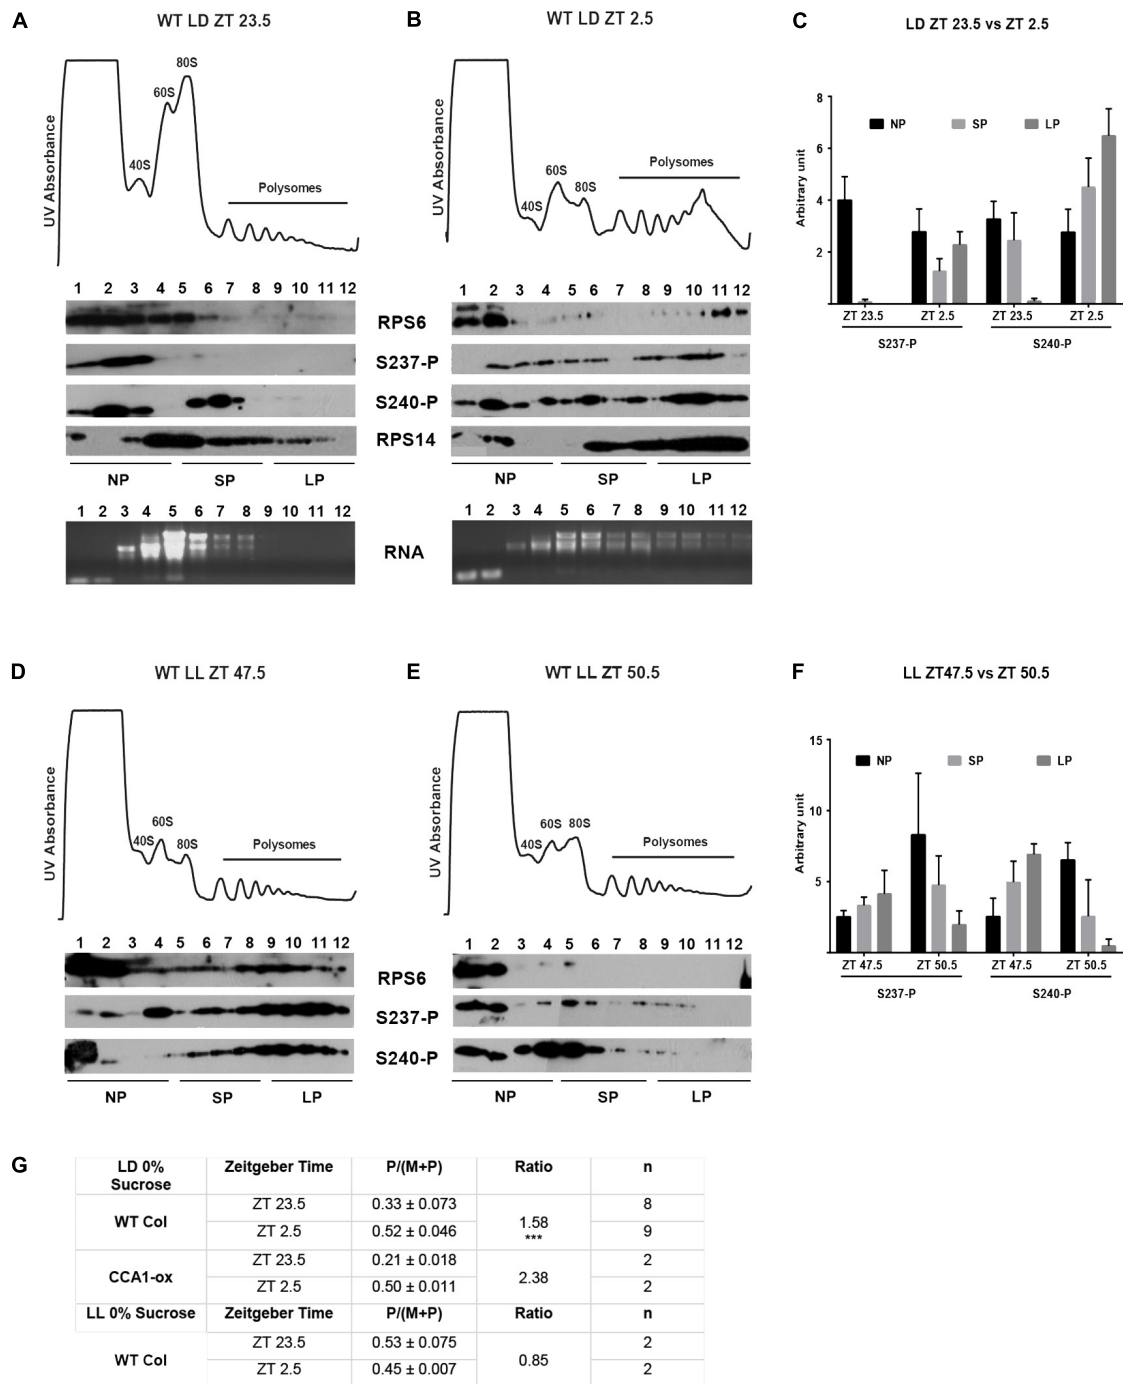 A
WT LD ZT 23.5
UV Absorbance
40S
60S
80S
Polysomes
1 2 3 4 5 6 7 8 9 10 11 12
B
WT LD ZT 2.5
UV Absorbance
40S
60S
80S
Polysomes
1 2 3 4 5 6 7 8 9 10 11 12
RPS6
S237-P
S240-P
RPS14
NP SP LP
NP SP LP
1 2 3 4 5 6 7 8 9 10 11 12
1 2 3 4 5 6 7 8 9 10 11 12
RNA
C
LD ZT 23.5 vs ZT 2.5
Arbitrary unit
8
6
4
2
NP SP LP
ZT 23.5 ZT 2.5 ZT 23.5 ZT 2.5
S237-P S240-P
D
WT LL ZT 47.5
UV Absorbance
40S
60S
80S
Polysomes
1 2 3 4 5 6 7 8 9 10 11 12
E
WT LL ZT 50.5
UV Absorbance
40S
60S
80S
Polysomes
1 2 3 4 5 6 7 8 9 10 11 12
RPS6
S237-P
S240-P
NP SP LP
NP SP LP
F
LL ZT47.5 vs ZT 50.5
Arbitrary unit
15
10
5
NP SP LP
ZT 47.5 ZT 50.5 ZT 47.5 ZT 50.5
S237-P S240-P
G
LD 0% Zeitgeber Time P/(M+P) Ratio n
Sucrose
WT Col
ZT 23.5 0.33 ± 0.073 8
1.58
***
ZT 2.5 0.52 ± 0.046 9
CCA1-ox
ZT 23.5 0.21 ± 0.018 2
2.38
ZT 2.5 0.50 ± 0.011 2
LL 0% Sucrose Zeitgeber Time P/(M+P) Ratio n
WT Col
ZT 23.5 0.53 ± 0.075 2
0.85
ZT 2.5 0.45 ± 0.007 2